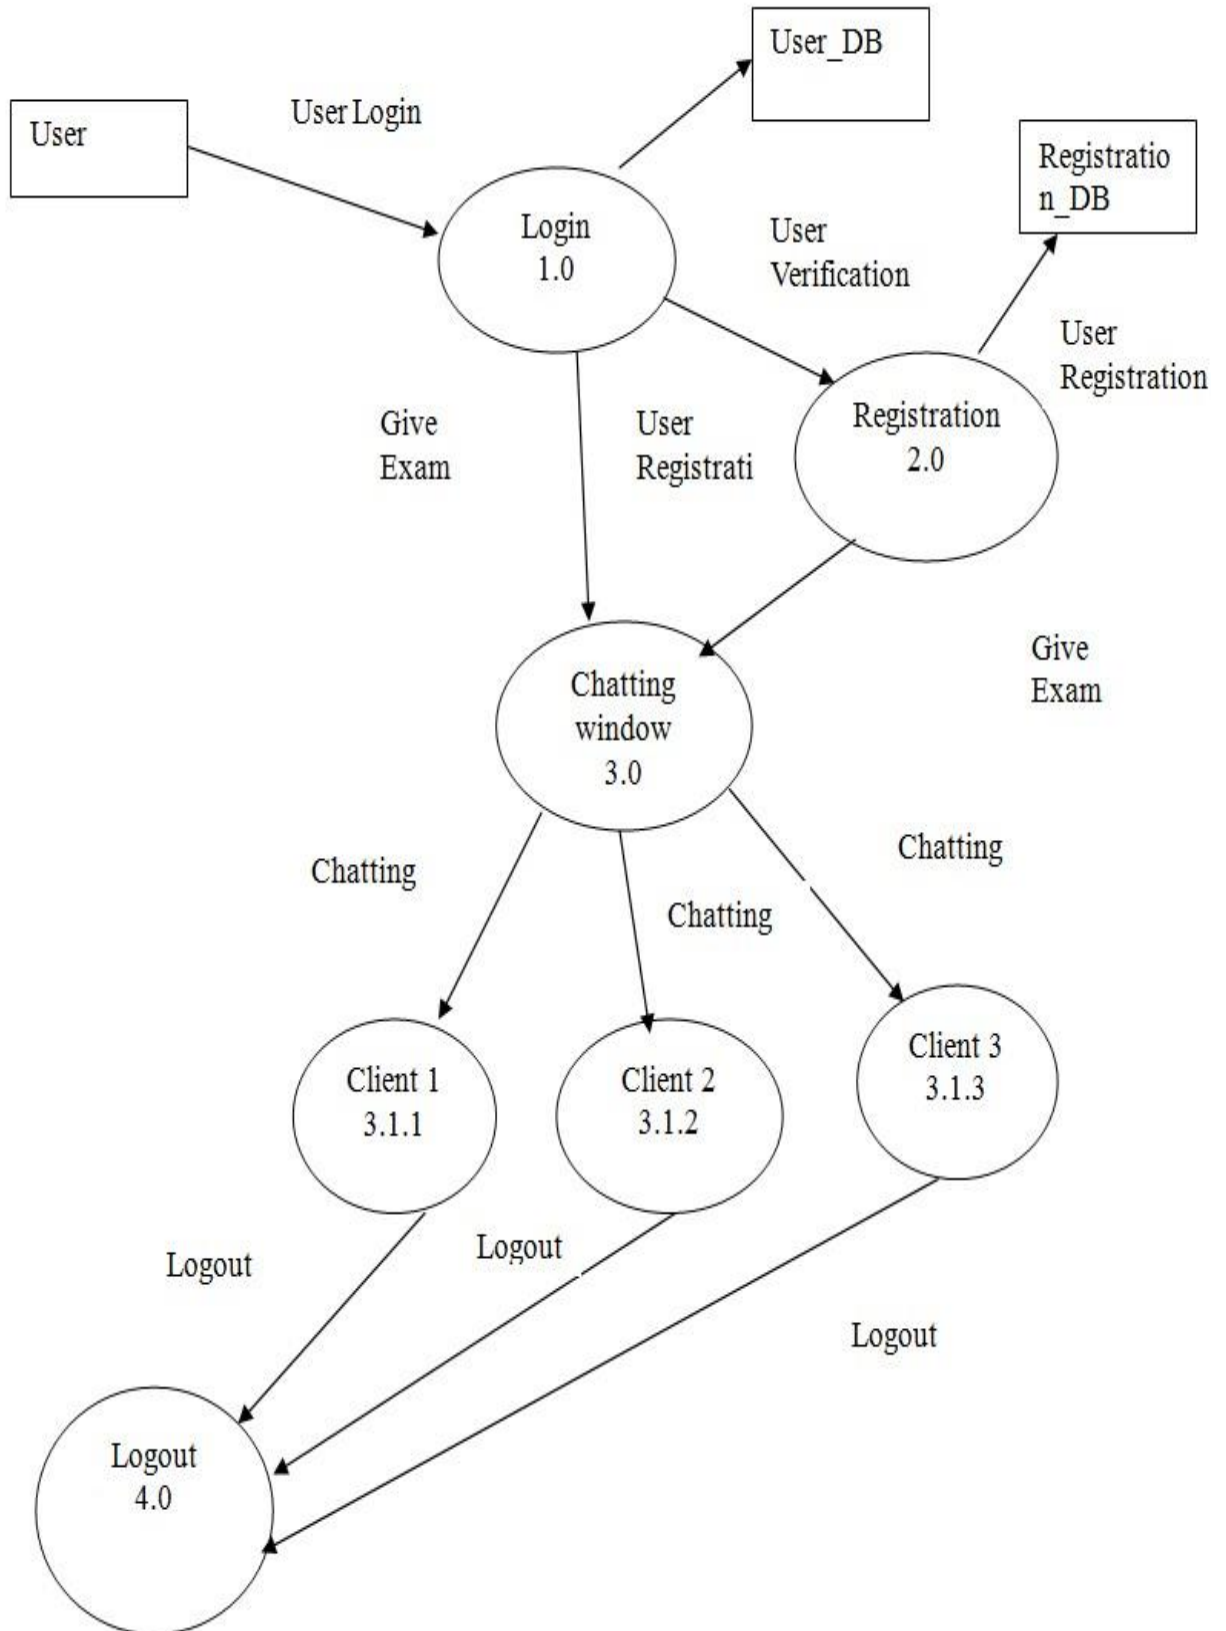 User_DB
User Login
User
Registratio
n_DB
Login
1.0
User
Verification
User
Registration
Give
Exam
User
Registrati
Registration
2.0
Give
Exam
Chatting
window
3.0
Chatting
Chatting
Chatting
Client 1
3.1.1
Client 2
3.1.2
Client 3
3.1.3
Logout
Logout
Logout
Logout
4.0